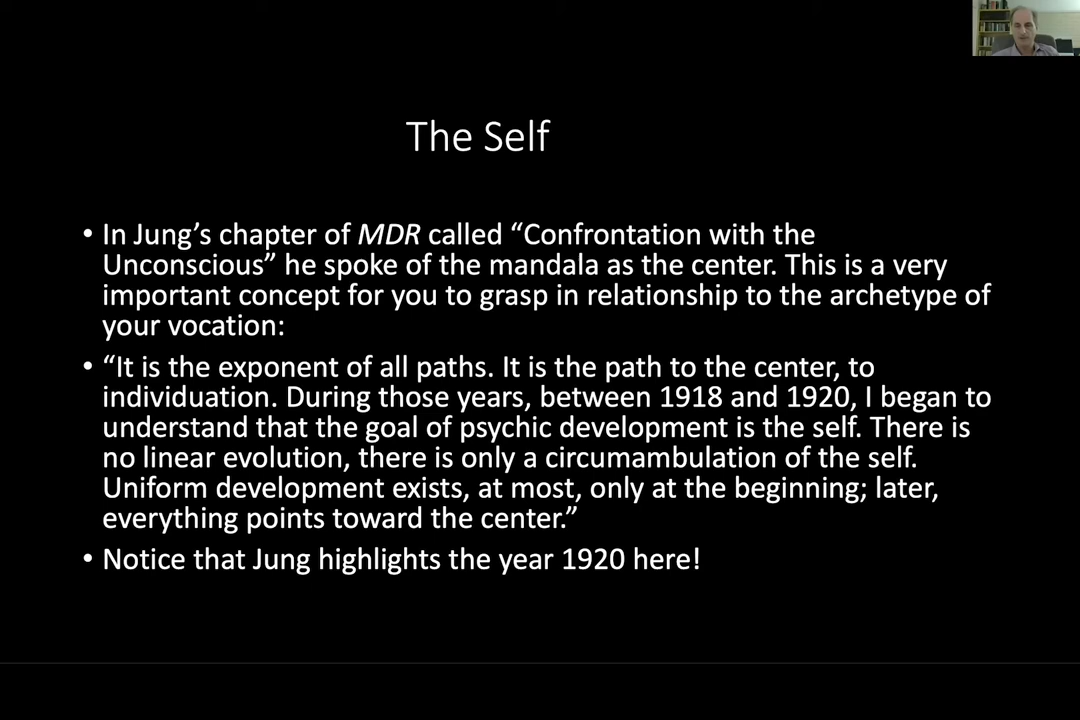 The Self
• In Jung’s chapter of MDR called “Confrontation with the
Unconscious” he spoke of the mandala as the center. This is a very
important concept for you to grasp in relationship to the archetype of
your vocation:
• “It is the exponent of all paths. It is the path to the center, to
individuation. During those years, between 1918 and 1920, I began to
understand that the goal of psychic development is the self. There is
no linear evolution, there is only a circumambulation of the self.
Uniform development exists, at most, only at the beginning; later,
everything points toward the center.”
• Notice that Jung highlights the year 1920 here!